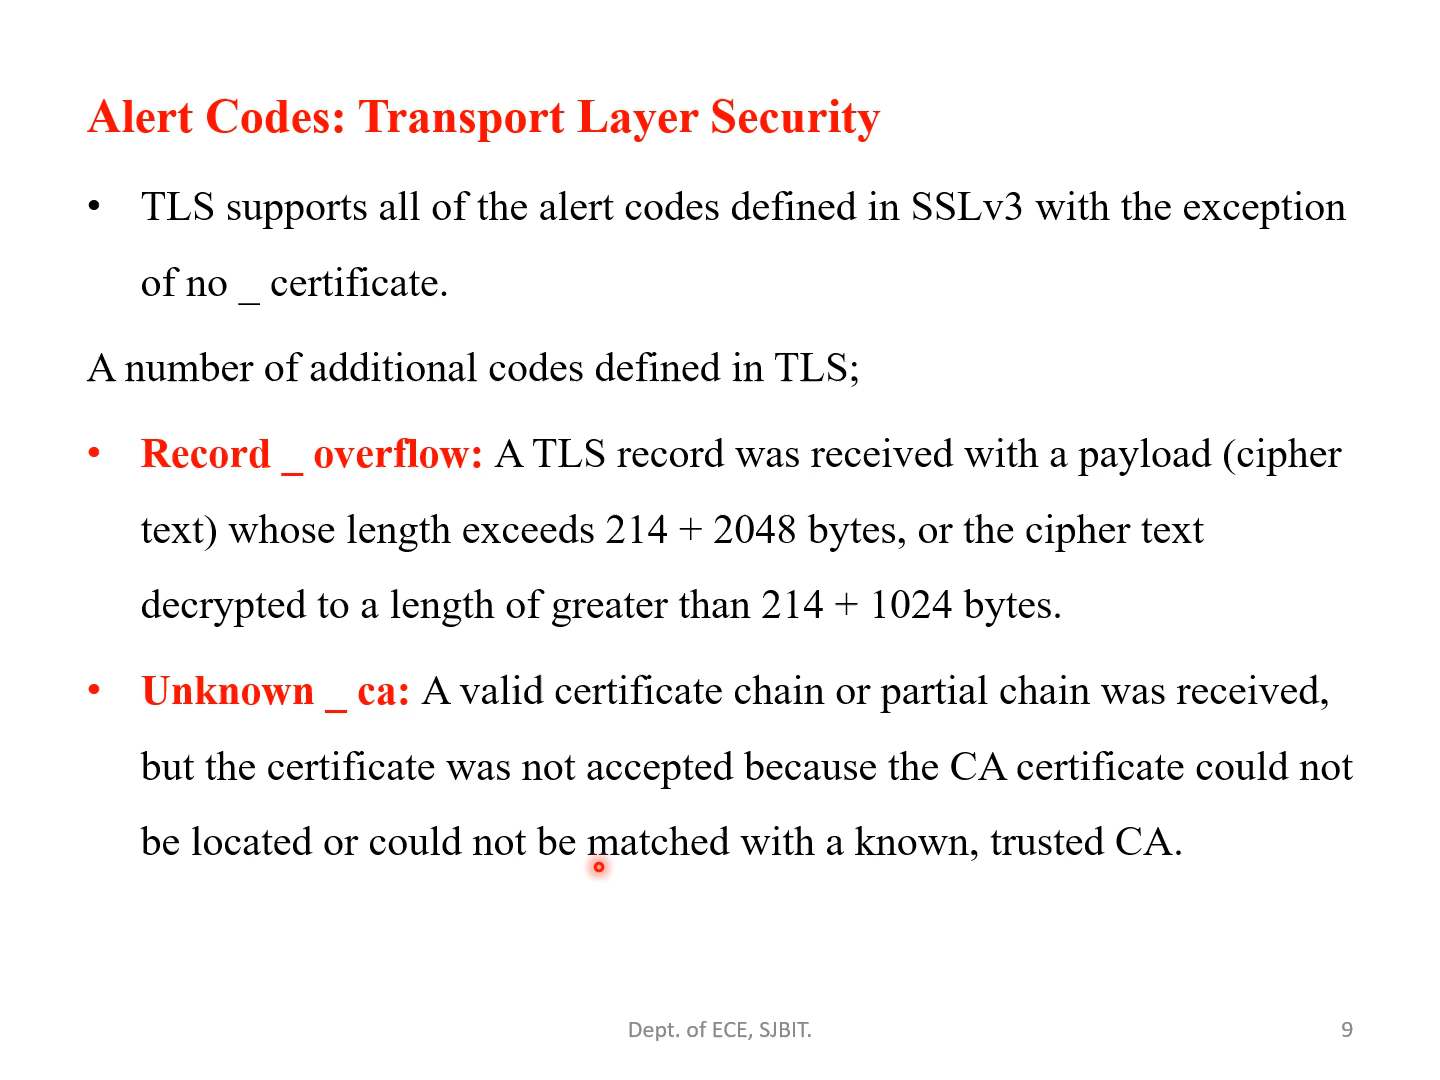 Alert Codes: Transport Layer Security
• TLS supports all of the alert codes defined in SSLv3 with the exception
of no _ certificate.
A number of additional codes defined in TLS;
• Record _ overflow: A TLS record was received with a payload (cipher
text) whose length exceeds 214 + 2048 bytes, or the cipher text
decrypted to a length of greater than 214 + 1024 bytes.
• Unknown _ ca: A valid certificate chain or partial chain was received,
but the certificate was not accepted because the CA certificate could not
be located or could not be matched with a known, trusted CA.
Dept. of ECE, SJBIT.
9